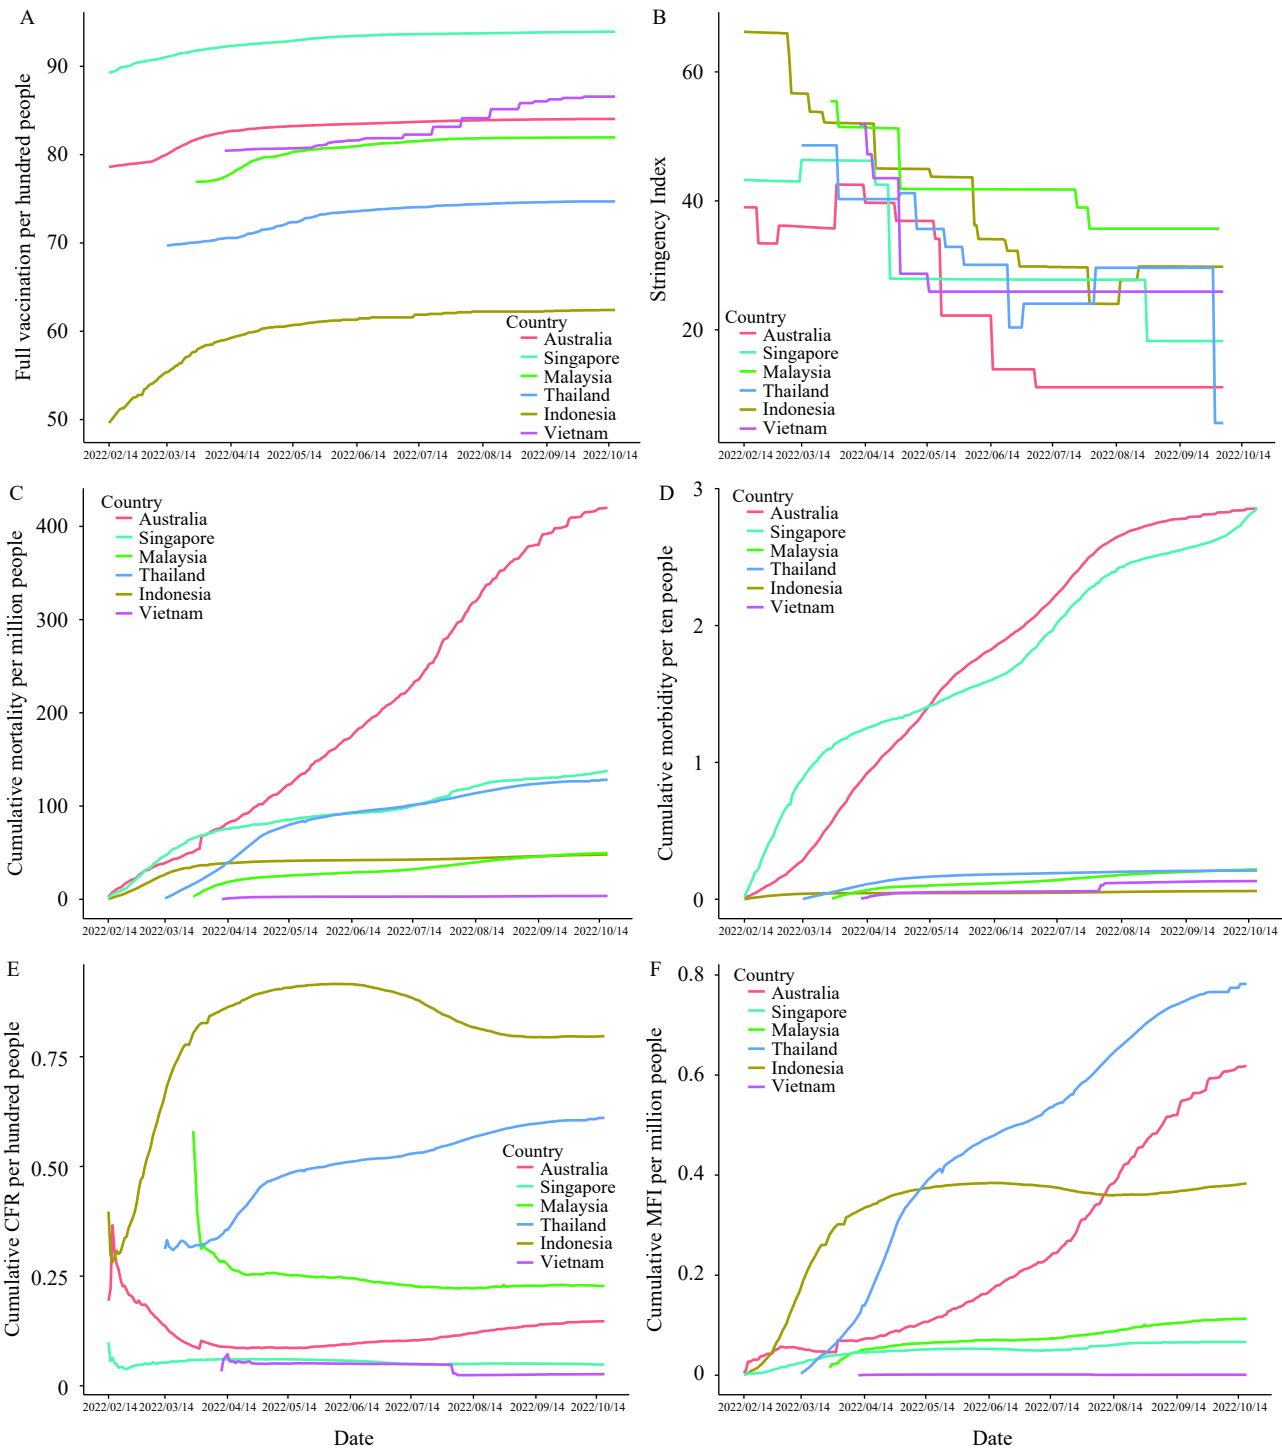 A
Full vaccination per hundred people
90
80
70
60
50
Country
Australia
Singapore
Malaysia
Thailand
Indonesia
Vietnam
2022/02/14 2022/03/14 2022/04/14 2022/05/14 2022/06/14 2022/07/14 2022/08/14 2022/09/14 2022/10/14
B
Stringency Index
60
40
20
Country
Australia
Singapore
Malaysia
Thailand
Indonesia
Vietnam
2022/02/14 2022/03/14 2022/04/14 2022/05/14 2022/06/14 2022/07/14 2022/08/14 2022/09/14 2022/10/14
C
Cumulative mortality per million people
400
300
200
100
0
Country
Australia
Singapore
Malaysia
Thailand
Indonesia
Vietnam
2022/02/14 2022/03/14 2022/04/14 2022/05/14 2022/06/14 2022/07/14 2022/08/14 2022/09/14 2022/10/14
D
Cumulative morbidity per ten people
3
2
1
0
Country
Australia
Singapore
Malaysia
Thailand
Indonesia
Vietnam
2022/02/14 2022/03/14 2022/04/14 2022/05/14 2022/06/14 2022/07/14 2022/08/14 2022/09/14 2022/10/14
E
Cumulative CFR per hundred people
0.75
0.50
0.25
0
Country
Australia
Singapore
Malaysia
Thailand
Indonesia
Vietnam
2022/02/14 2022/03/14 2022/04/14 2022/05/14 2022/06/14 2022/07/14 2022/08/14 2022/09/14 2022/10/14
Date
F
Cumulative MFI per million people
0.8
0.6
0.4
0.2
0
Country
Australia
Singapore
Malaysia
Thailand
Indonesia
Vietnam
2022/02/14 2022/03/14 2022/04/14 2022/05/14 2022/06/14 2022/07/14 2022/08/14 2022/09/14 2022/10/14
Date